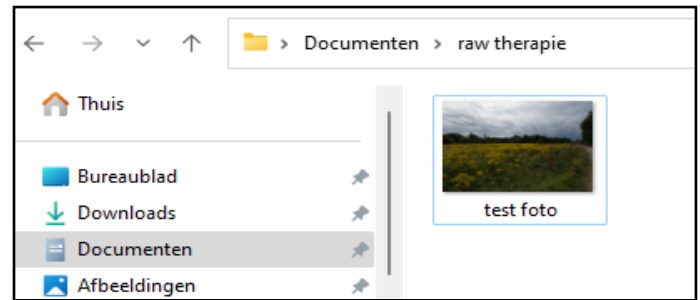 Documenten > raw therapie
Thuis
Bureaublad
Downloads
Documenten
Afbeeldingen
test foto